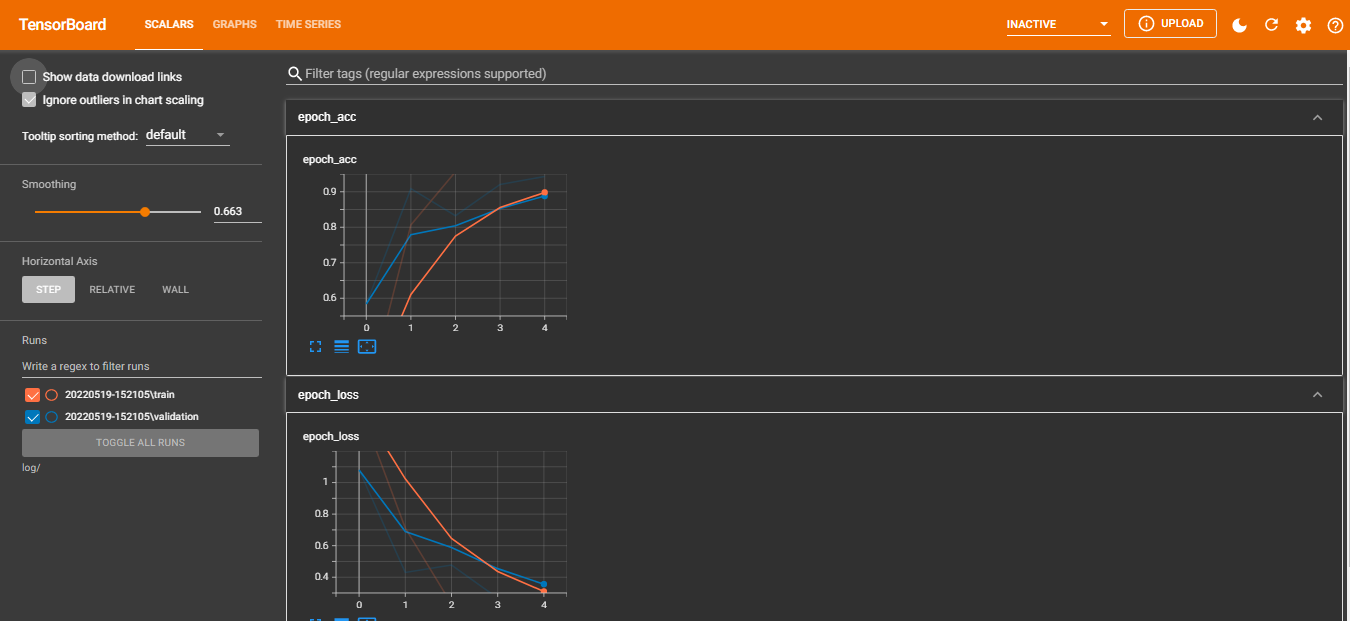 TensorBoard SCALARS GRAPHS TIME SERIES INACTIVE UPLOAD
Show data download links
Ignore outliers in chart scaling
Tooltip sorting method: default
Smoothing
0.663
Horizontal Axis
STEP RELATIVE WALL
Runs
Write a regex to filter runs
20220519-152105\train
20220519-152105\validation
TOGGLE ALL RUNS
log/
Filter tags (regular expressions supported)
epoch_acc
epoch_acc
0.9
0.8
0.7
0.6
0 1 2 3 4
epoch_loss
epoch_loss
1
0.8
0.6
0.4
0 1 2 3 4